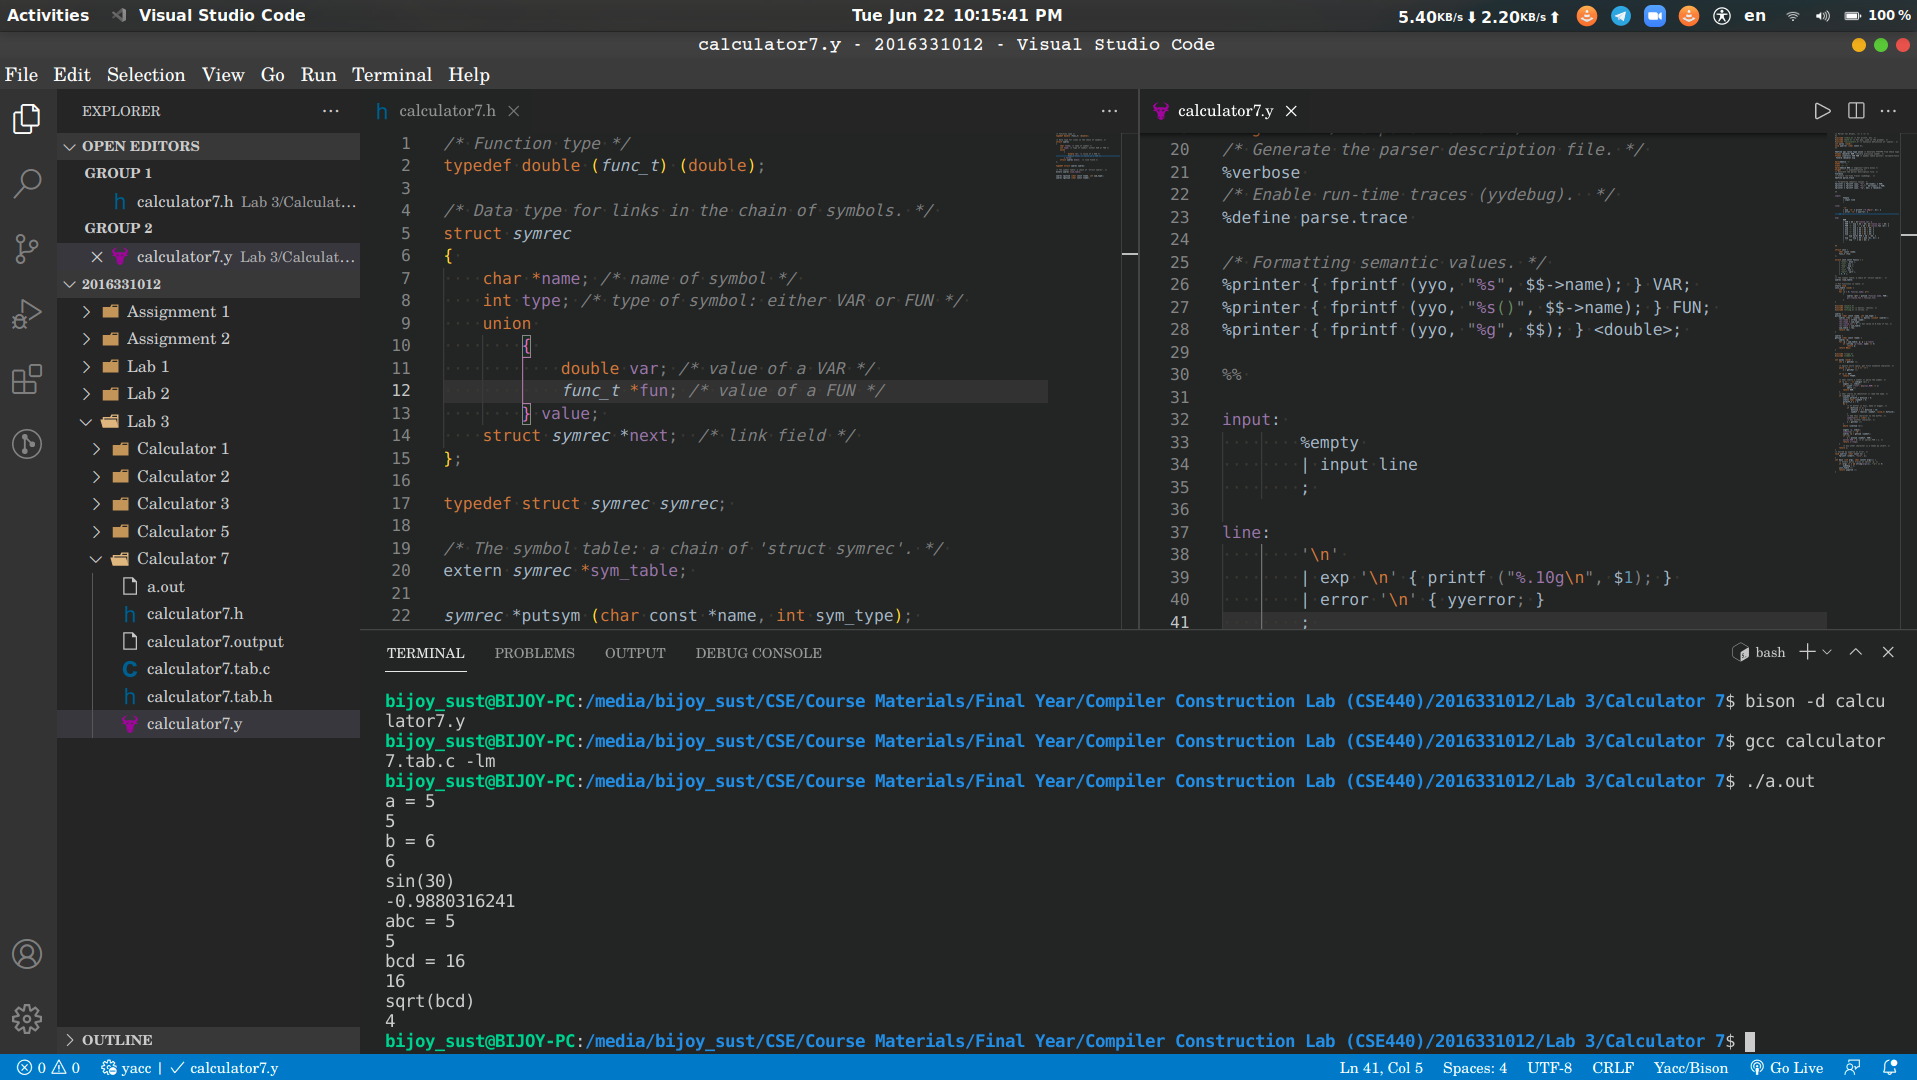 Activities Visual Studio Code Tue Jun 22 10:15:41 PM 5.40KB/s⬇2.20KB/s⬆ en 100 %
calculator7.y - 2016331012 - Visual Studio Code
File Edit Selection View Go Run Terminal Help
EXPLORER
OPEN EDITORS
GROUP 1
calculator7.h Lab 3/Calculat...
GROUP 2
calculator7.y Lab 3/Calculat...
2016331012
Assignment 1
Assignment 2
Lab 1
Lab 2
Lab 3
Calculator 1
Calculator 2
Calculator 3
Calculator 5
Calculator 7
a.out
calculator7.h
calculator7.output
calculator7.tab.c
calculator7.tab.h
calculator7.y
OUTLINE
calculator7.h
1 /* Function type */
2 typedef double (func_t) (double);
3
4 /* Data type for links in the chain of symbols. */
5 struct symrec
6 {
7 char *name; /* name of symbol */
8 int type; /* type of symbol: either VAR or FUN */
9 union
10 {
11 double var; /* value of a VAR */
12 func_t *fun; /* value of a FUN */
13 } value;
14 struct symrec *next; /* link field */
15 };
16
17 typedef struct symrec symrec;
18
19 /* The symbol table: a chain of 'struct symrec'. */
20 extern symrec *sym_table;
21
22 symrec *putsym (char const *name, int sym_type);
calculator7.y
20 /* Generate the parser description file. */
21 %verbose
22 /* Enable run-time traces (yydebug). */
23 %define parse.trace
24
25 /* Formatting semantic values. */
26 %printer { fprintf (yyo, "%s", $$->name); } VAR;
27 %printer { fprintf (yyo, "%s()", $$->name); } FUN;
28 %printer { fprintf (yyo, "%g", $$); } <double>;
29
30 %%
31
32 input:
33 %empty
34 | input line
35 ;
36
37 line:
38 '\n'
39 | exp '\n' { printf ("%.10g\n", $1); }
40 | error '\n' { yyerror; }
41 ;
TERMINAL PROBLEMS OUTPUT DEBUG CONSOLE bash
bijoy_sust@BIJOY-PC:/media/bijoy_sust/CSE/Course Materials/Final Year/Compiler Construction Lab (CSE440)/2016331012/Lab 3/Calculator 7$ bison -d calcu
lator7.y
bijoy_sust@BIJOY-PC:/media/bijoy_sust/CSE/Course Materials/Final Year/Compiler Construction Lab (CSE440)/2016331012/Lab 3/Calculator 7$ gcc calculator
7.tab.c -lm
bijoy_sust@BIJOY-PC:/media/bijoy_sust/CSE/Course Materials/Final Year/Compiler Construction Lab (CSE440)/2016331012/Lab 3/Calculator 7$ ./a.out
a = 5
5
b = 6
6
sin(30)
-0.9880316241
abc = 5
5
bcd = 16
16
sqrt(bcd)
4
bijoy_sust@BIJOY-PC:/media/bijoy_sust/CSE/Course Materials/Final Year/Compiler Construction Lab (CSE440)/2016331012/Lab 3/Calculator 7$
0 0 yacc | calculator7.y Ln 41, Col 5 Spaces: 4 UTF-8 CRLF Yacc/Bison Go Live